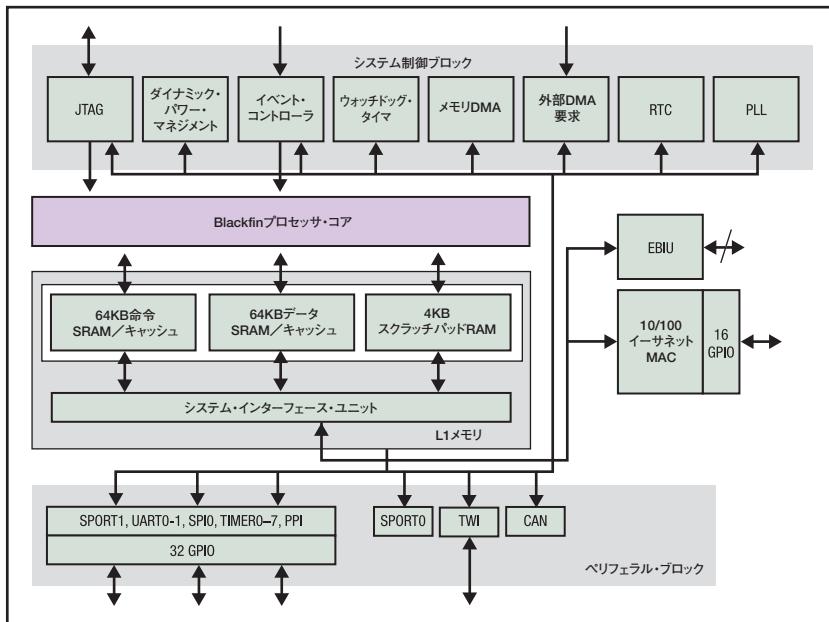 システム制御ブロック
JTAG
ダイナミック・
パワー・
マネジメント
イベント・
コントローラ
ウォッチドッグ・
タイマ
メモリDMA
外部DMA
要求
RTC
PLL
Blackfinプロセッサ・コア
EBIU
64KB命令
SRAM／キャッシュ
64KBデータ
SRAM／キャッシュ
4KB
スクラッチパッドRAM
10/100
イーサネット
MAC
16
GPIO
システム・インターフェース・ユニット
L1メモリ
SPORT1, UART0-1, SPI0, TIMER0–7, PPI
32 GPIO
SPORT0
TWI
CAN
ペリフェラル・ブロック